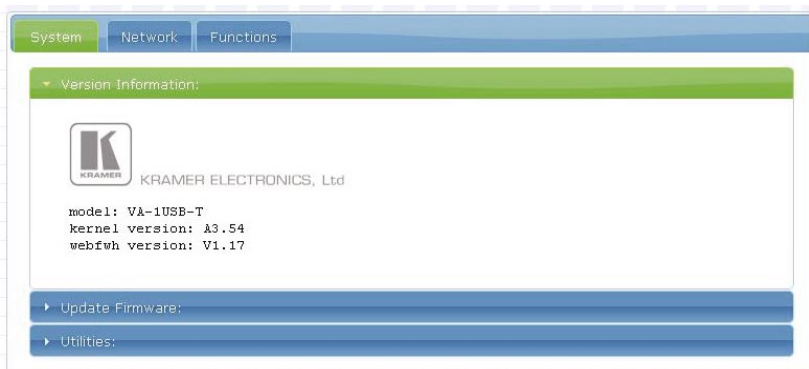 System Network Functions
Version Information:
KRAMER
KRAMER ELECTRONICS, Ltd
model: VA-1USB-T
kernel version: A3.54
webfwh version: V1.17
Update Firmware:
Utilities: